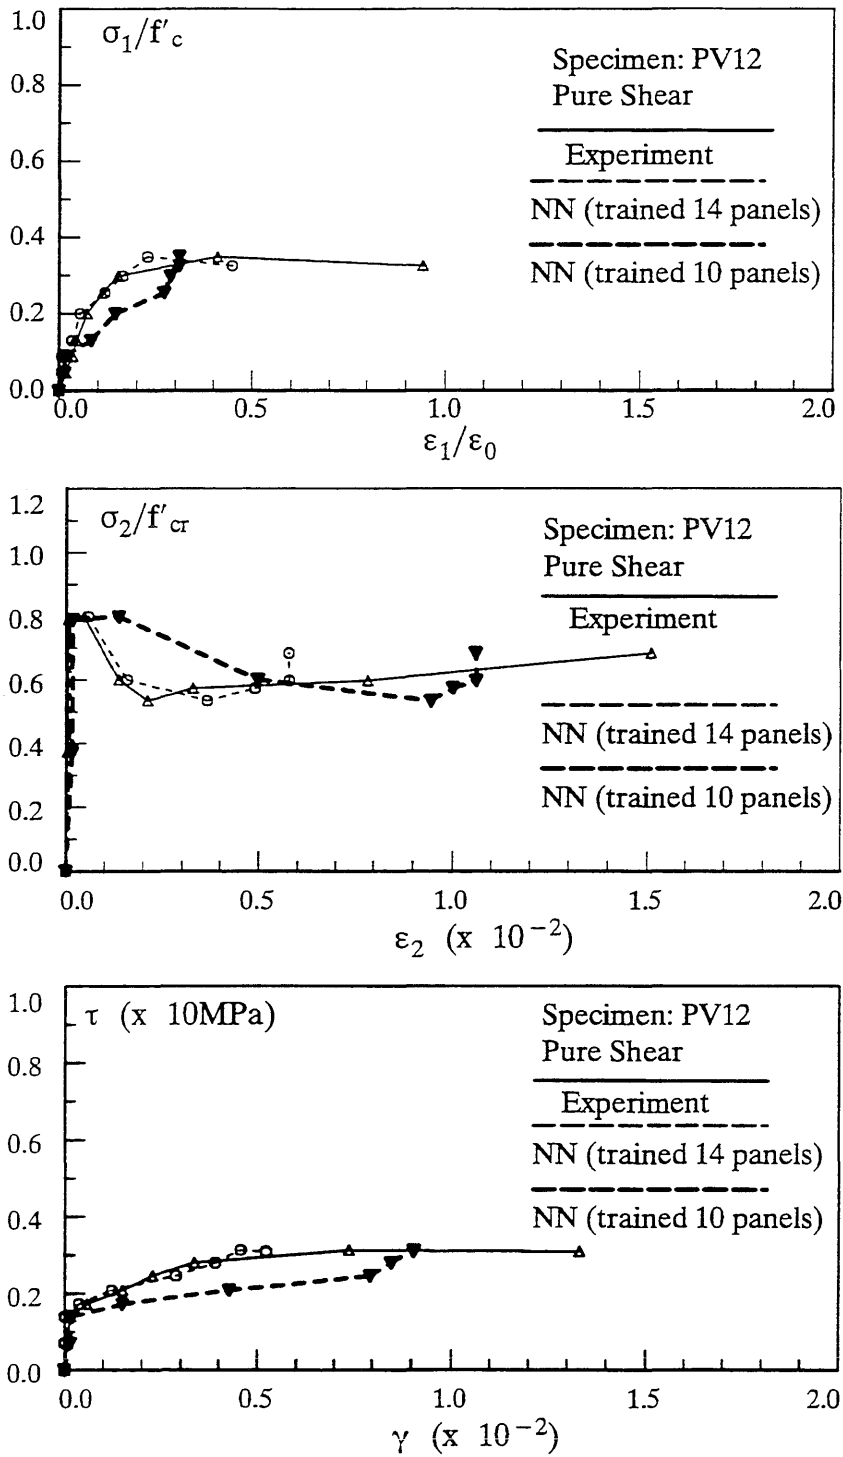 1.0
σ1/f′c
Specimen: PV12
0.8
Pure Shear
0.6
Experiment
NN (trained 14 panels)
0.4
NN (trained 10 panels)
0.2
0.0
0.0 0.5 1.0 1.5 2.0
ε1/ε0
1.2
σ2/f′cr
Specimen: PV12
1.0
Pure Shear
0.8
Experiment
0.6
NN (trained 14 panels)
0.4
NN (trained 10 panels)
0.2
0.0
0.0 0.5 1.0 1.5 2.0
ε2 (x 10−2)
1.0
τ (x 10MPa)
Specimen: PV12
Pure Shear
0.8
Experiment
0.6
NN (trained 14 panels)
0.4
NN (trained 10 panels)
0.2
0.0
0.0 0.5 1.0 1.5 2.0
γ (x 10−2)